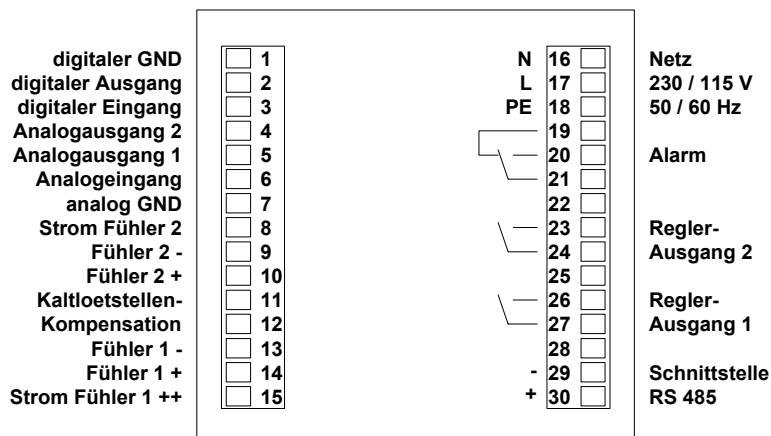 digitaler GND 1 N 16 Netz
digitaler Ausgang 2 L 17 230 / 115 V
digitaler Eingang 3 PE 18 50 / 60 Hz
Analogausgang 2 4 19
Analogausgang 1 5 20 Alarm
Analogeingang 6 21
analog GND 7 22
Strom Fühler 2 8 23 Regler-
Fühler 2 - 9 24 Ausgang 2
Fühler 2 + 10 25
Kaltloetstellen- 11 26 Regler-
Kompensation 12 27 Ausgang 1
Fühler 1 - 13 28
Fühler 1 + 14 - 29 Schnittstelle
Strom Fühler 1 ++ 15 + 30 RS 485